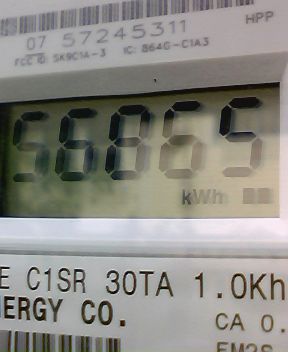 HPP
07 57245311
FCC ID: SK9C1A-3 IC: 864G-C1A3
56865
kWh
E C1SR 30TA 1.0Kh
ERGY CO.
CA 0.